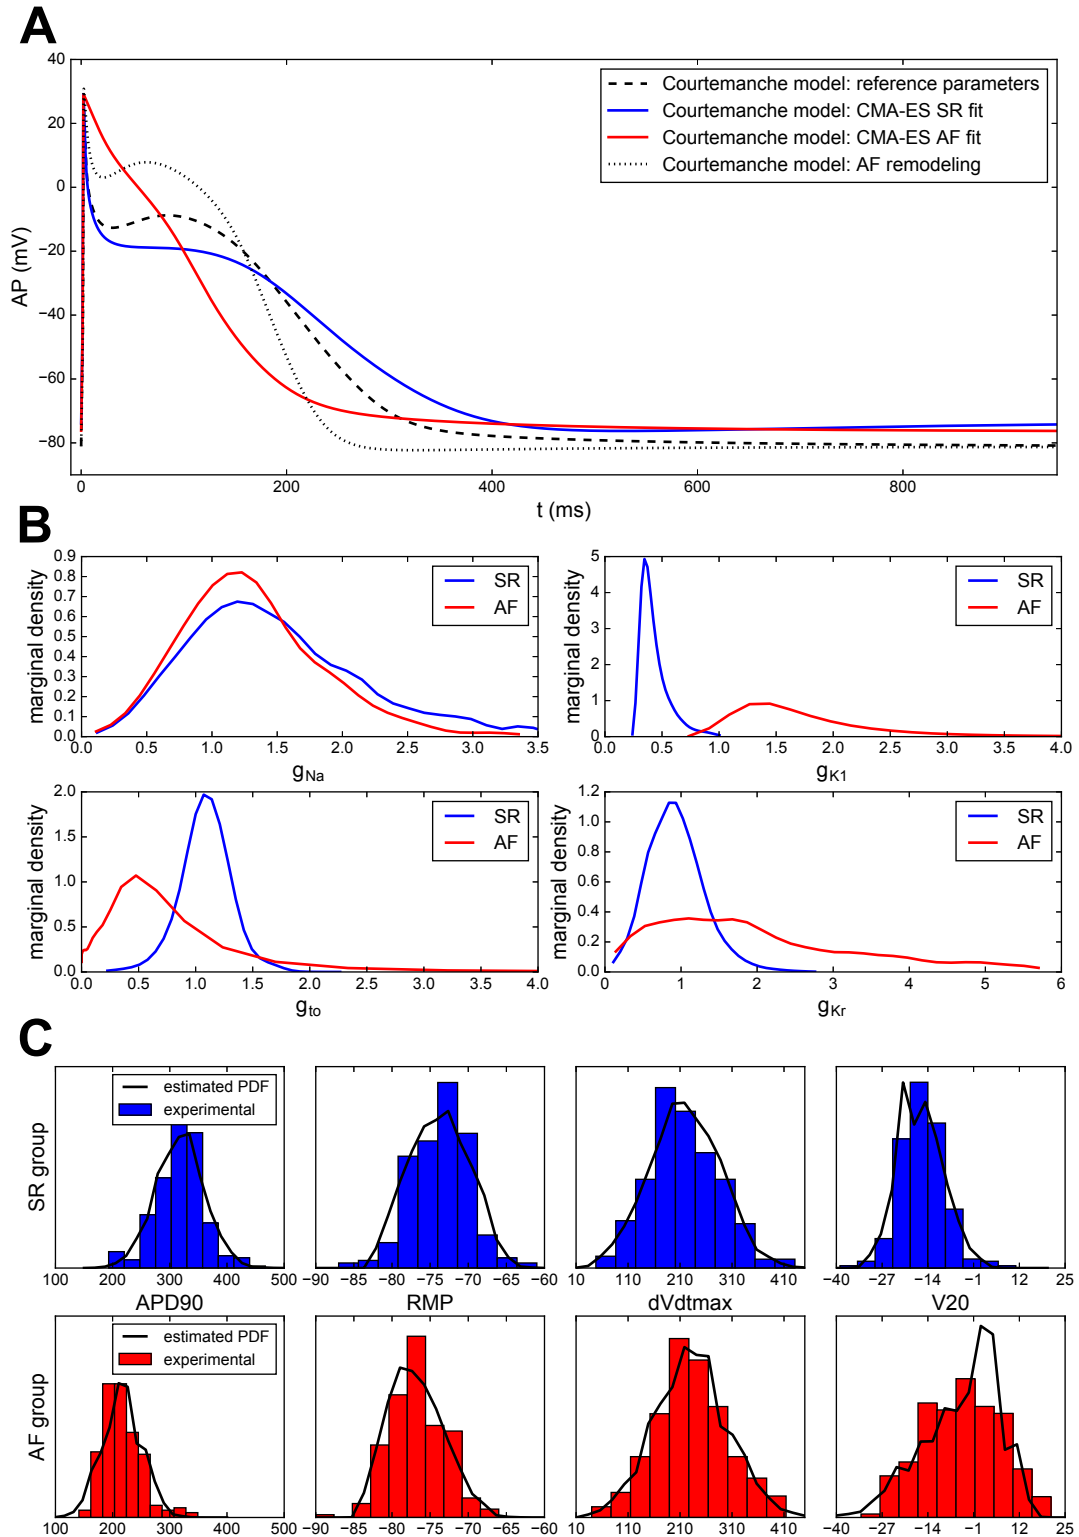 A
40
20
0
−20
−40
−60
−80
AP (mV)
Courtemanche model: reference parameters
Courtemanche model: CMA-ES SR fit
Courtemanche model: CMA-ES AF fit
Courtemanche model: AF remodeling
0 200 400 600 800
t (ms)
B
0.9
0.8
0.7
0.6
0.5
0.4
0.3
0.2
0.1
0.0
marginal density
SR
AF
0.0 0.5 1.0 1.5 2.0 2.5 3.0 3.5
gNa
5
4
3
2
1
0
marginal density
SR
AF
0.0 0.5 1.0 1.5 2.0 2.5 3.0 3.5 4.0
gK1
2.0
1.5
1.0
0.5
0.0
marginal density
SR
AF
0.0 0.5 1.0 1.5 2.0 2.5 3.0 3.5 4.0
gto
1.2
1.0
0.8
0.6
0.4
0.2
0.0
marginal density
SR
AF
0 1 2 3 4 5 6
gKr
C
SR group
estimated PDF
experimental
100 200 300 400 500
−90 −85 −80 −75 −70 −65 −60
10 110 210 310 410
−40 −27 −14 −1 12 25
APD90 RMP dVdtmax V20
AF group
estimated PDF
experimental
100 200 300 400 500
−90 −85 −80 −75 −70 −65 −60
10 110 210 310 410
−40 −27 −14 −1 12 25